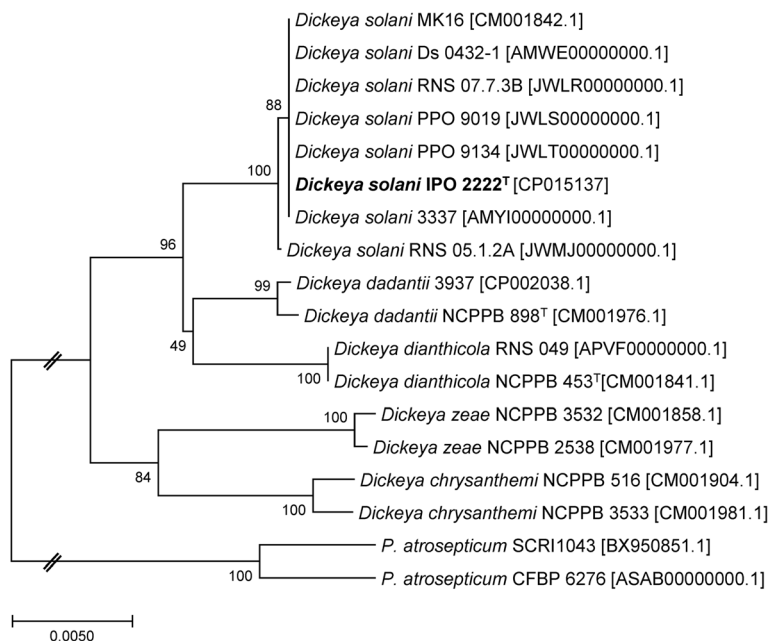 Dickeya solani MK16 [CM001842.1]
Dickeya solani Ds 0432-1 [AMWE00000000.1]
Dickeya solani RNS 07.7.3B [JWLR00000000.1]
88
Dickeya solani PPO 9019 [JWLS00000000.1]
Dickeya solani PPO 9134 [JWLT00000000.1]
100
Dickeya solani IPO 2222ᵀ [CP015137]
Dickeya solani 3337 [AMYI00000000.1]
96
Dickeya solani RNS 05.1.2A [JWMJ00000000.1]
99
Dickeya dadantii 3937 [CP002038.1]
Dickeya dadantii NCPPB 898ᵀ [CM001976.1]
49
Dickeya dianthicola RNS 049 [APVF00000000.1]
100
Dickeya dianthicola NCPPB 453ᵀ[CM001841.1]
100
Dickeya zeae NCPPB 3532 [CM001858.1]
Dickeya zeae NCPPB 2538 [CM001977.1]
84
Dickeya chrysanthemi NCPPB 516 [CM001904.1]
100
Dickeya chrysanthemi NCPPB 3533 [CM001981.1]
P. atrosepticum SCRI1043 [BX950851.1]
100
P. atrosepticum CFBP 6276 [ASAB00000000.1]
0.0050